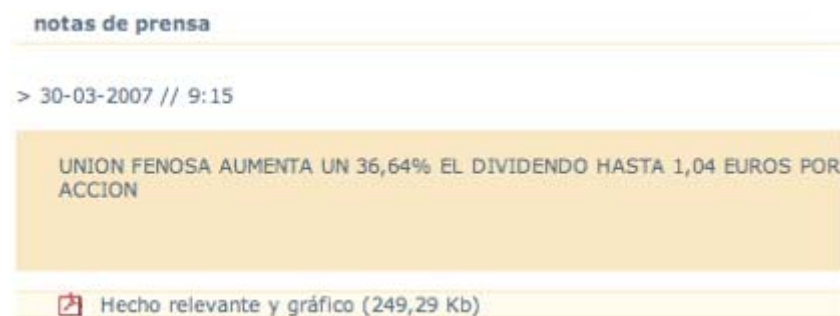 notas de prensa
> 30-03-2007 // 9:15
UNION FENOSA AUMENTA UN 36,64% EL DIVIDENDO HASTA 1,04 EUROS POR
ACCION
Hecho relevante y gráfico (249,29 Kb)